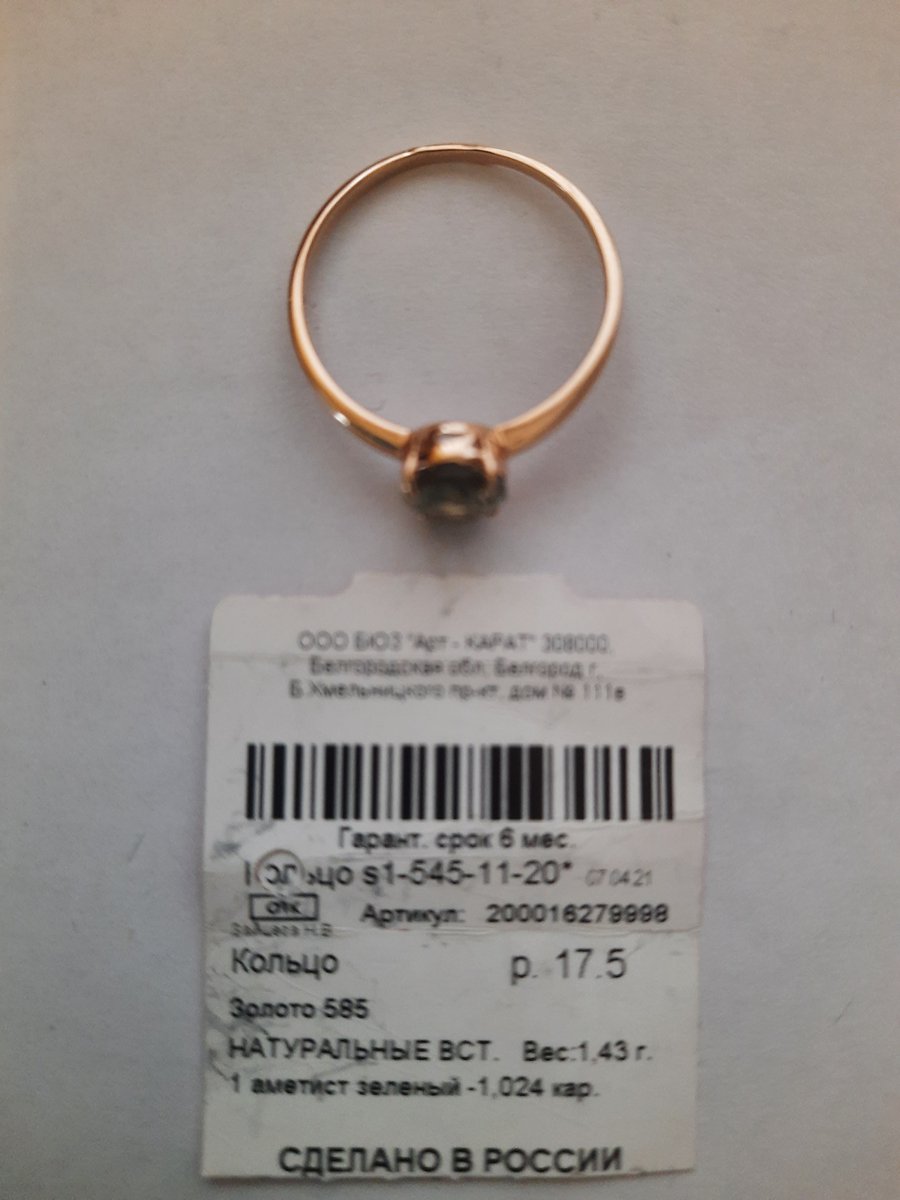 ООО БЮЗ "Арт - КАРАТ" 308000,
Белгородская обл, Белгород г,
Б.Хмельницкого пр-кт, дом № 111в
Гарант. срок 6 мес.
Кольцо s1-545-11-20* 07.04.21
отк Артикул: 200016279998
Н.В.
Кольцо р. 17.5
Золото 585
НАТУРАЛЬНЫЕ ВСТ. Вес:1,43 г.
1 аметист зеленый -1,024 кар.
СДЕЛАНО В РОССИИ